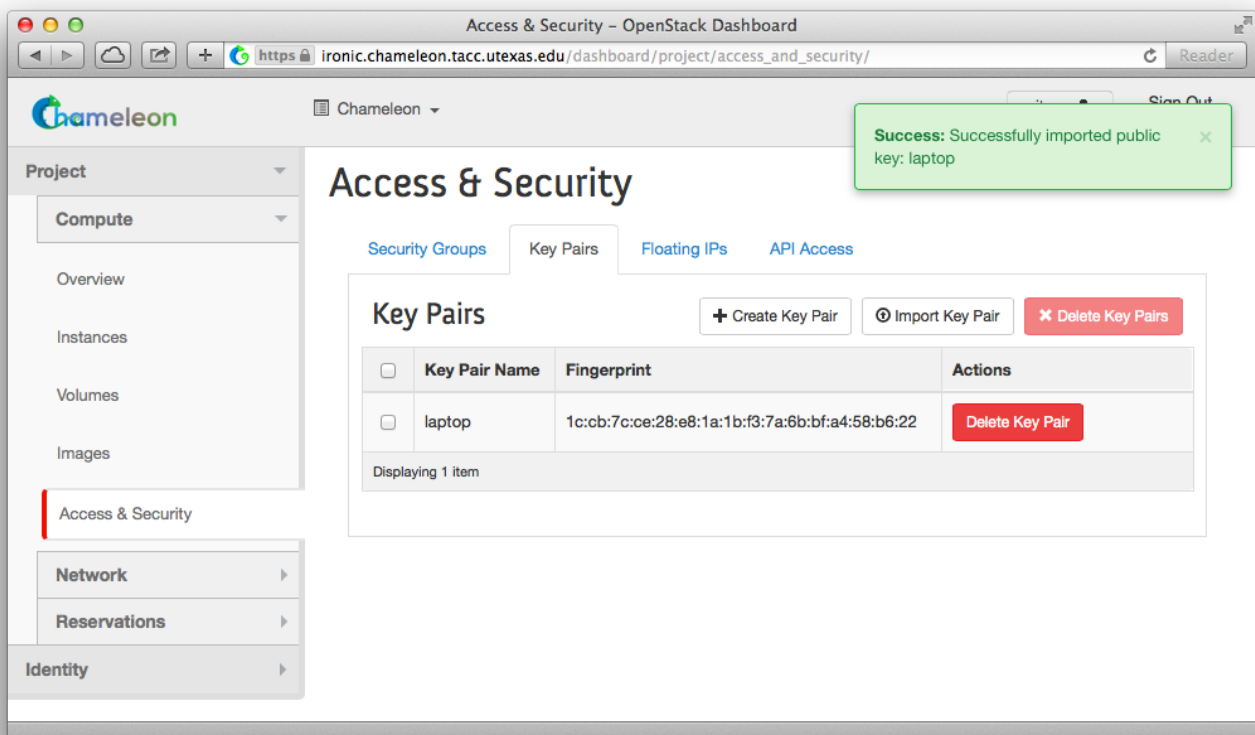 Access & Security – OpenStack Dashboard
https ironic.chameleon.tacc.utexas.edu/dashboard/project/access_and_security/
Reader
Chameleon
Chameleon
Sign Out
Success: Successfully imported public
key: laptop
Project
Compute
Overview
Instances
Volumes
Images
Access & Security
Network
Reservations
Identity
Access & Security
Security Groups Key Pairs Floating IPs API Access
Key Pairs
Create Key Pair Import Key Pair Delete Key Pairs
Key Pair Name Fingerprint Actions
laptop 1c:cb:7c:ce:28:e8:1a:1b:f3:7a:6b:bf:a4:58:b6:22 Delete Key Pair
Displaying 1 item